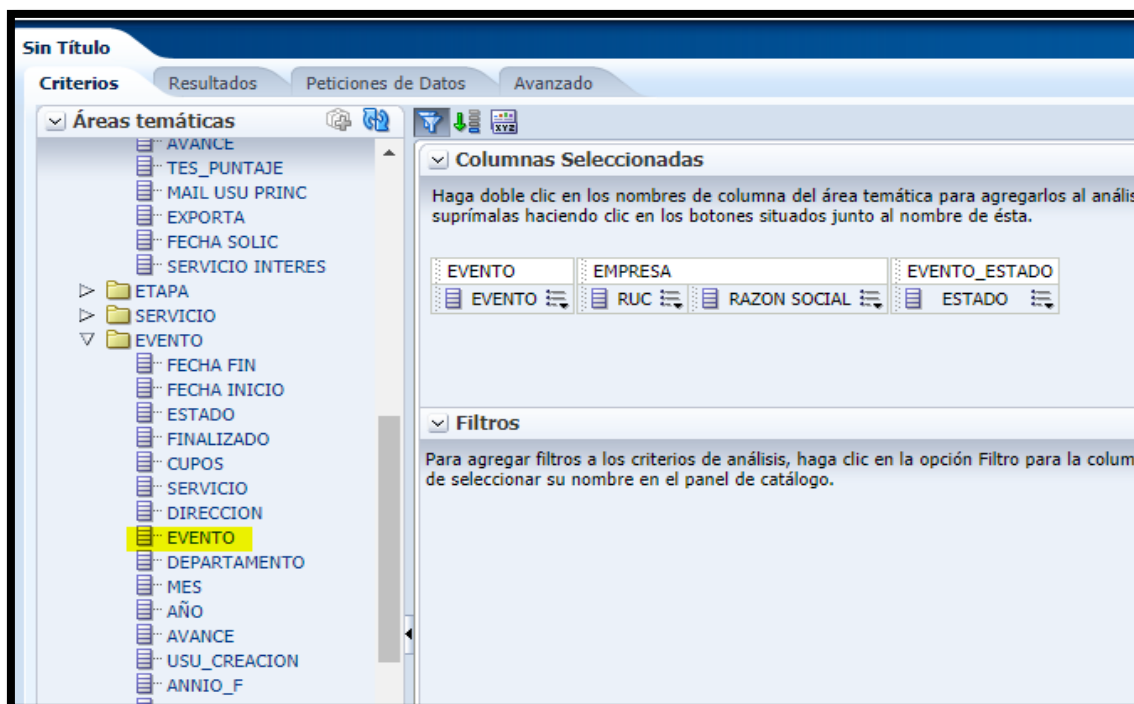 Sin Título
Criterios Resultados Peticiones de Datos Avanzado
Áreas temáticas
AVANCE
TES_PUNTAJE
MAIL USU PRINC
EXPORTA
FECHA SOLIC
SERVICIO INTERES
ETAPA
SERVICIO
EVENTO
FECHA FIN
FECHA INICIO
ESTADO
FINALIZADO
CUPOS
SERVICIO
DIRECCION
EVENTO
DEPARTAMENTO
MES
AÑO
AVANCE
USU_CREACION
ANNIO_F
XYZ
Columnas Seleccionadas
Haga doble clic en los nombres de columna del área temática para agregarlos al anális
suprímalas haciendo clic en los botones situados junto al nombre de ésta.
EVENTO EMPRESA EVENTO_ESTADO
EVENTO RUC RAZON SOCIAL ESTADO
Filtros
Para agregar filtros a los criterios de análisis, haga clic en la opción Filtro para la colum
de seleccionar su nombre en el panel de catálogo.